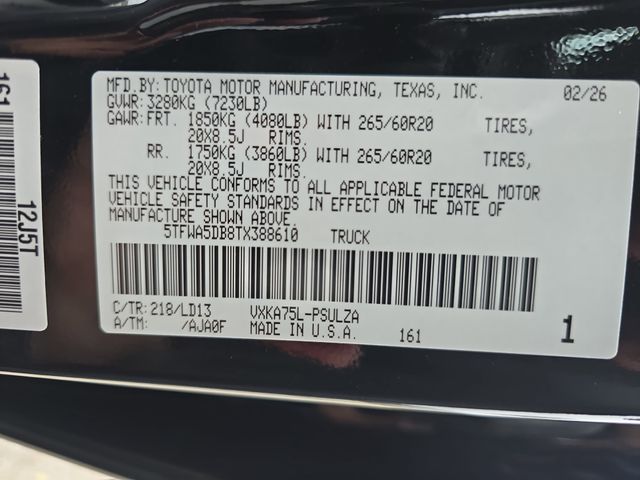 MFD.BY: TOYOTA MOTOR MANUFACTURING, TEXAS, INC. 02/26
GVWR: 3280KG (7230LB)
GAWR: FRT. 1850KG (4080LB) WITH 265/60R20 TIRES,
20X8.5J RIMS.
RR. 1750KG (3860LB) WITH 265/60R20 TIRES,
20X8.5J RIMS.
THIS VEHICLE CONFORMS TO ALL APPLICABLE FEDERAL MOTOR
VEHICLE SAFETY STANDARDS IN EFFECT ON THE DATE OF
MANUFACTURE SHOWN ABOVE.
5TFWA5DB8TX388610 TRUCK
C/TR: 218/LD13 VXKA75L-PSULZA
A/TM: /AJA0F MADE IN U.S.A. 161 1
161
12J5T